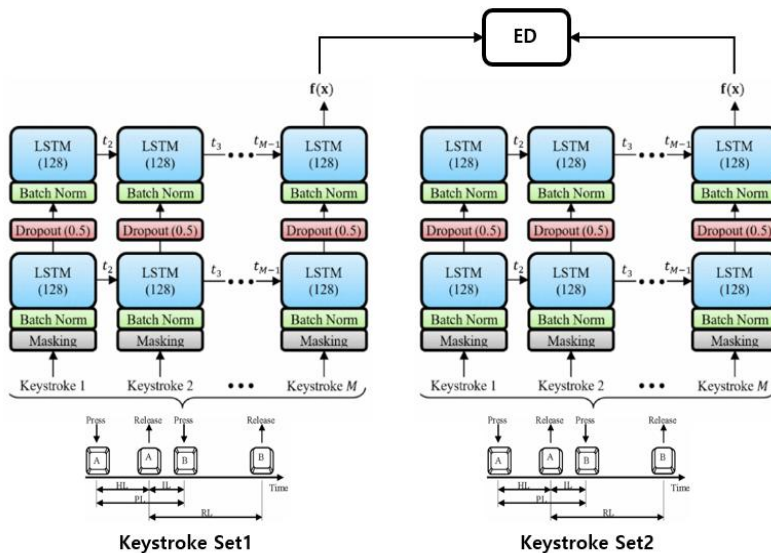 ED
f(x) f(x)
LSTM (128) t₂ LSTM (128) t₃ ••• t_{M−1} LSTM (128) LSTM (128) t₂ LSTM (128) t₃ ••• t_{M−1} LSTM (128)
Batch Norm Batch Norm Batch Norm Batch Norm Batch Norm Batch Norm
Dropout (0.5) Dropout (0.5) Dropout (0.5) Dropout (0.5) Dropout (0.5) Dropout (0.5)
LSTM (128) t₂ LSTM (128) t₃ ••• t_{M−1} LSTM (128) LSTM (128) t₂ LSTM (128) t₃ ••• t_{M−1} LSTM (128)
Batch Norm Batch Norm Batch Norm Batch Norm Batch Norm Batch Norm
Masking Masking Masking Masking Masking Masking
Keystroke 1 Keystroke 2 ••• Keystroke M Keystroke 1 Keystroke 2 ••• Keystroke M
Press Release Press Release Press Release Press Release
A A B B A A B B
Time Time
HL IL HL IL
PL PL
RL RL
Keystroke Set1 Keystroke Set2